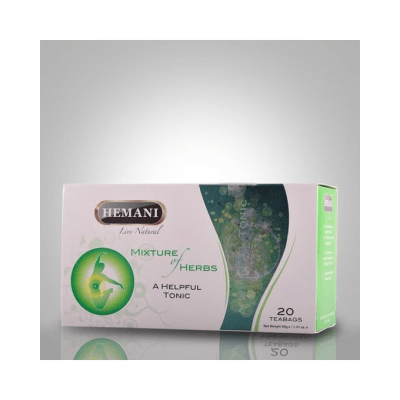 HEMANI
Live Natural
MIXTURE
of HERBS
A HELPFUL
TONIC
20
TEABAGS